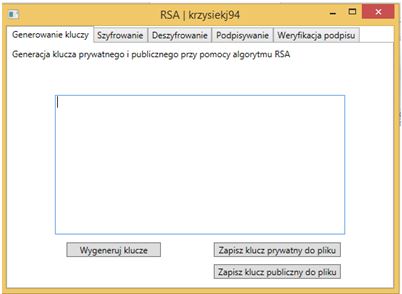 RSA | krzysiekj94
Generowanie kluczy Szyfrowanie Deszyfrowanie Podpisywanie Weryfikacja podpisu
Generacja klucza prywatnego i publicznego przy pomocy algorytmu RSA
Wygeneruj klucze Zapisz klucz prywatny do pliku
Zapisz klucz publiczny do pliku